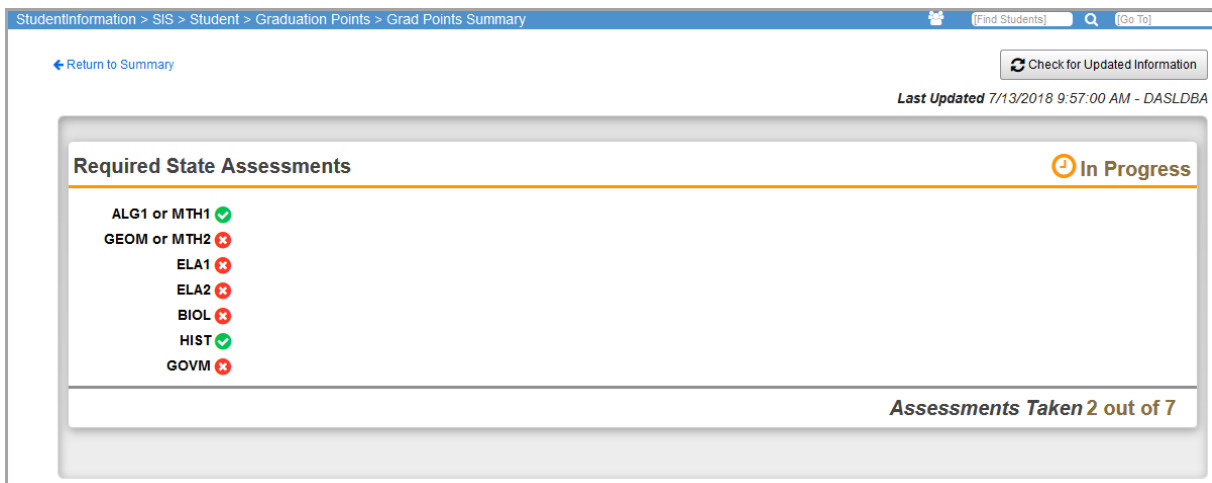 StudentInformation > SIS > Student > Graduation Points > Grad Points Summary [Find Students] [Go To]
Return to Summary
Check for Updated Information
Last Updated 7/13/2018 9:57:00 AM - DASLDBA
Required State Assessments
In Progress
ALG1 or MTH1
GEOM or MTH2
ELA1
ELA2
BIOL
HIST
GOVM
Assessments Taken 2 out of 7